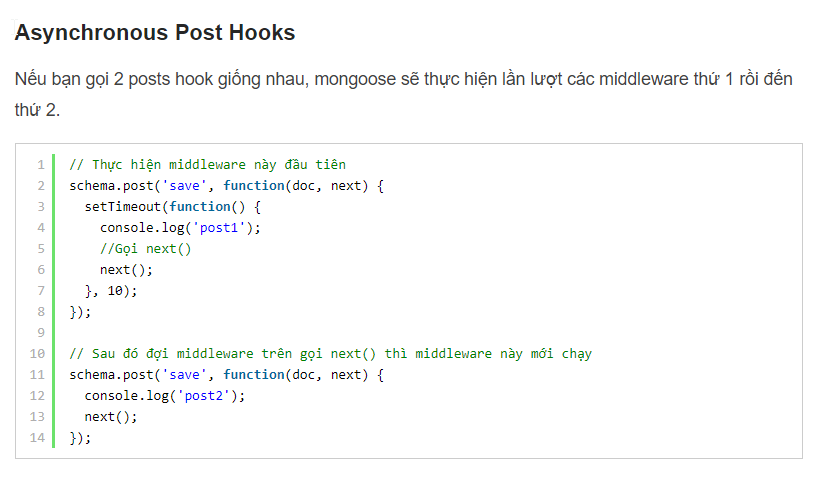 Asynchronous Post Hooks
Nếu bạn gọi 2 posts hook giống nhau, mongoose sẽ thực hiện lần lượt các middleware thứ 1 rồi đến
thứ 2.
1 // Thực hiện middleware này đầu tiên
2 schema.post('save', function(doc, next) {
3   setTimeout(function() {
4     console.log('post1');
5     //Gọi next()
6     next();
7   }, 10);
8 });
9
10 // Sau đó đợi middleware trên gọi next() thì middleware này mới chạy
11 schema.post('save', function(doc, next) {
12   console.log('post2');
13   next();
14 });